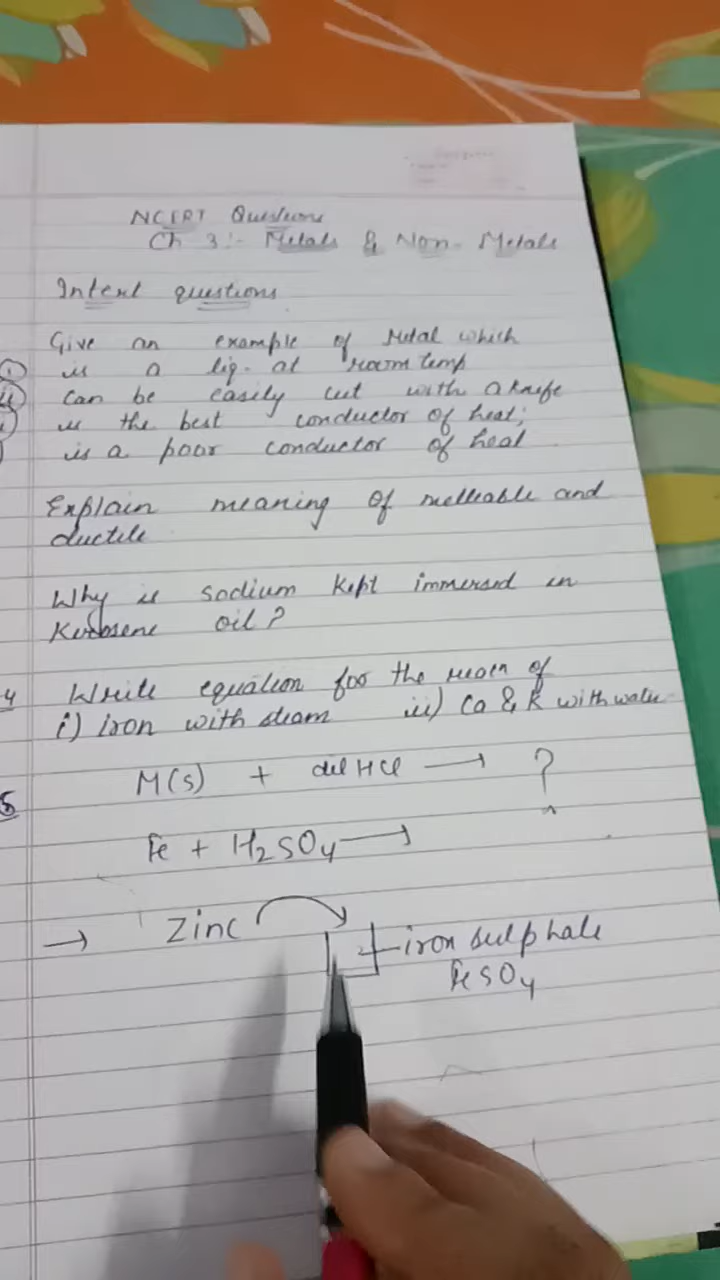 NCERT Questions
Ch 3:- Metals & Non-Metals
Intext questions
Give an example of Metal which
i is a liq. at room temp
ii can be easily cut with a knife
is the best conductor of heat;
is a poor conductor of heat
Explain meaning of melleable and
ductile
Why is sodium kept immersed in
Kerosene oil?
4 Write equation for the reacn of
i) iron with steam ii) Ca & K with water
M(s) + dil HCl → ?
5
Fe + H2SO4 →
→ Zinc
iron sulphate
FeSO4